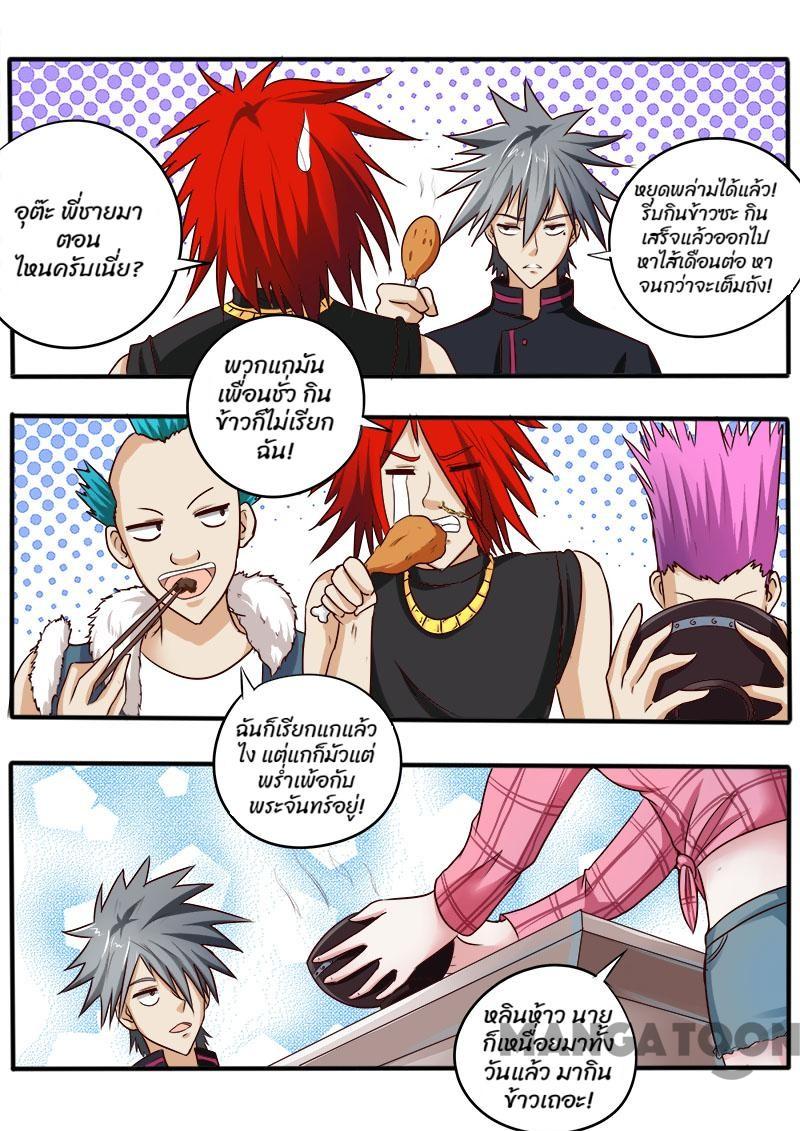 อุต๊ะ พี่ชายมา
ตอน
ไหนครับเนี่ย?
หยุดพล่ามได้แล้ว!
รีบกินข้าวซะ กิน
เสร็จแล้วออกไป
หาไส้เดือนต่อ หา
จนกว่าจะเต็มถัง!
พวกแกมัน
เพื่อนชั่ว กิน
ข้าวก็ไม่เรียก
ฉัน!
ฉันก็เรียกแกแล้ว
ไง แต่แกก็มัวแต่
พร่ำเพ้อกับ
พระจันทร์อยู่!
หลินห้าว นาย
ก็เหนื่อยมาทั้ง
วันแล้ว มากิน
ข้าวเถอะ!
MANGATOON